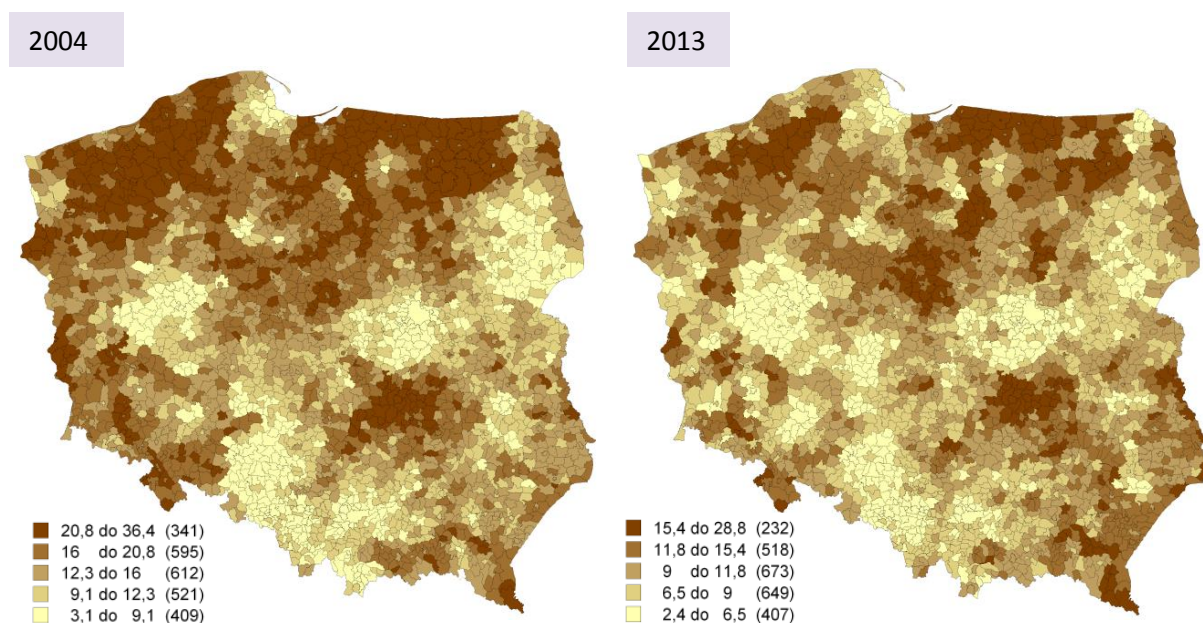 2004
2013
20,8 do 36,4 (341)
16 do 20,8 (595)
12,3 do 16 (612)
9,1 do 12,3 (521)
3,1 do 9,1 (409)
15,4 do 28,8 (232)
11,8 do 15,4 (518)
9 do 11,8 (673)
6,5 do 9 (649)
2,4 do 6,5 (407)